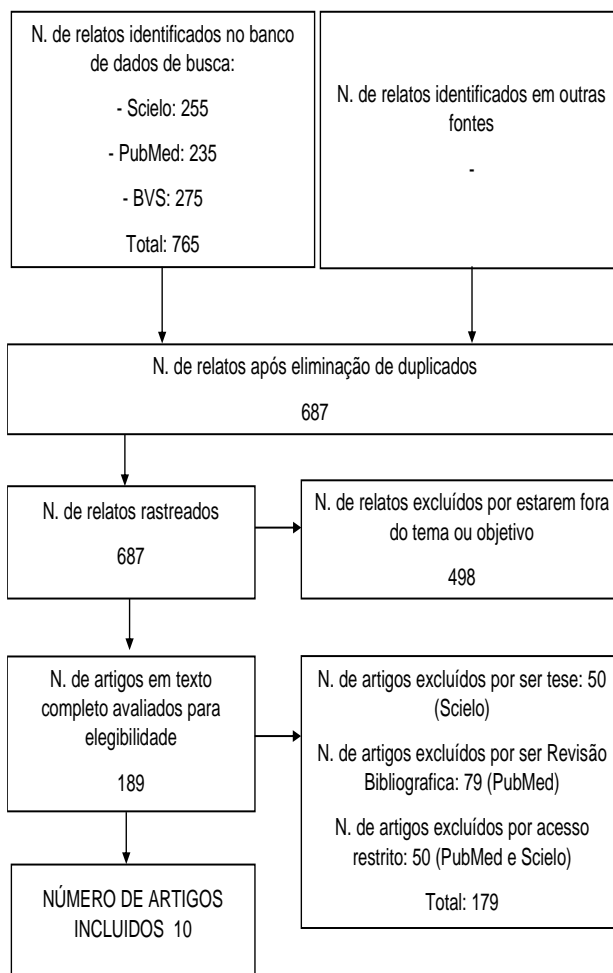 N. de relatos identificados no banco
de dados de busca:
- Scielo: 255
- PubMed: 235
- BVS: 275
Total: 765
N. de relatos identificados em outras
fontes
-
N. de relatos após eliminação de duplicados
687
N. de relatos rastreados
687
N. de relatos excluídos por estarem fora
do tema ou objetivo
498
N. de artigos em texto
completo avaliados para
elegibilidade
189
N. de artigos excluídos por ser tese: 50
(Scielo)
N. de artigos excluídos por ser Revisão
Bibliografica: 79 (PubMed)
N. de artigos excluídos por acesso
restrito: 50 (PubMed e Scielo)
Total: 179
NÚMERO DE ARTIGOS
INCLUIDOS 10